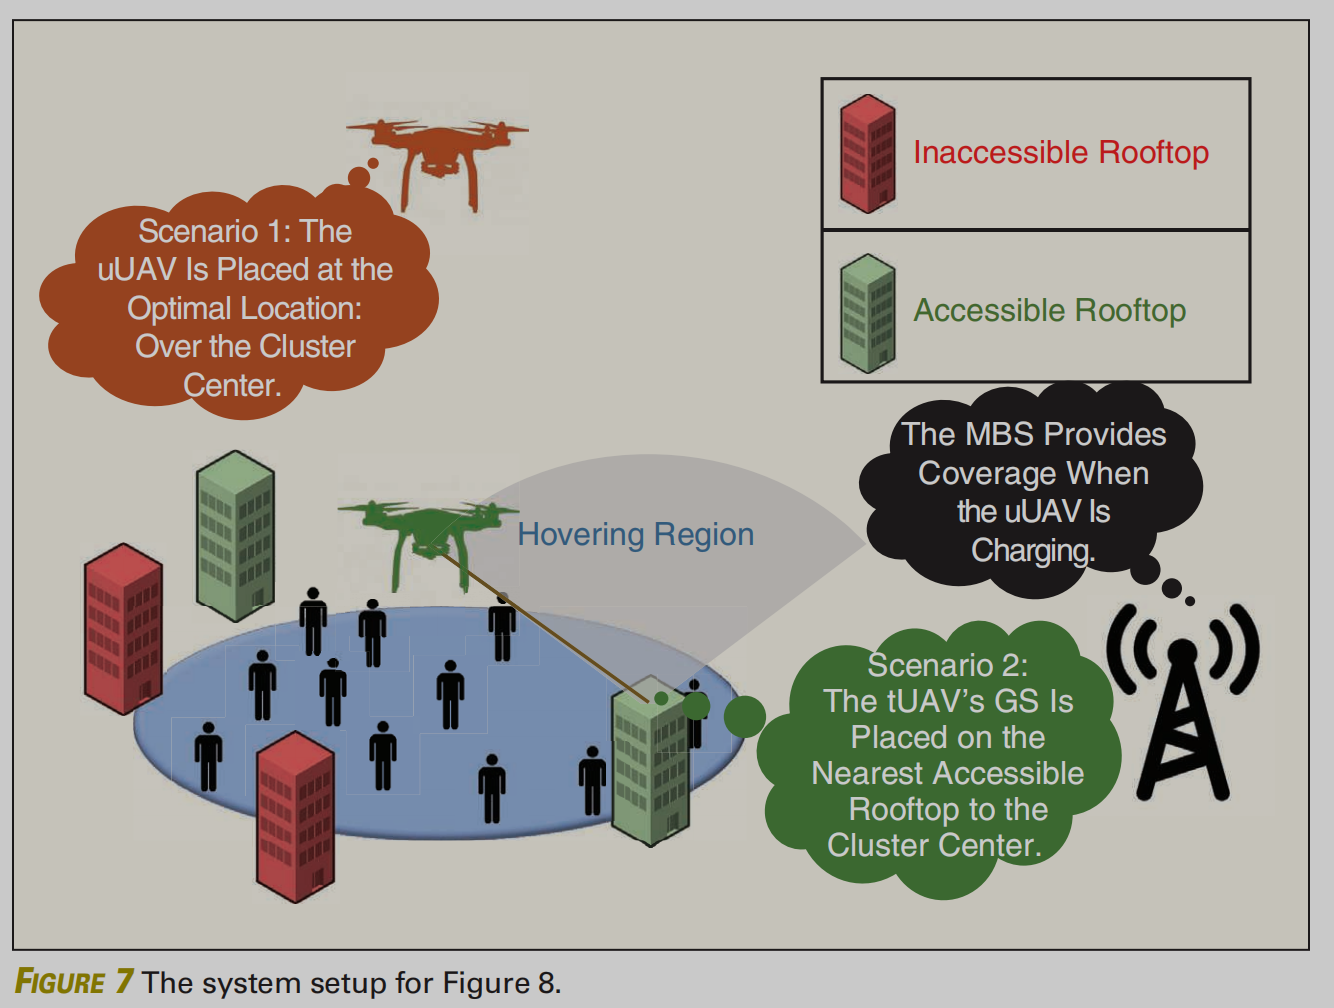 Scenario 1: The
uUAV Is Placed at the
Optimal Location:
Over the Cluster
Center.
Inaccessible Rooftop
Accessible Rooftop
The MBS Provides
Coverage When
the uUAV Is
Charging.
Hovering Region
Scenario 2:
The tUAV's GS Is
Placed on the
Nearest Accessible
Rooftop to the
Cluster Center.
FIGURE 7 The system setup for Figure 8.